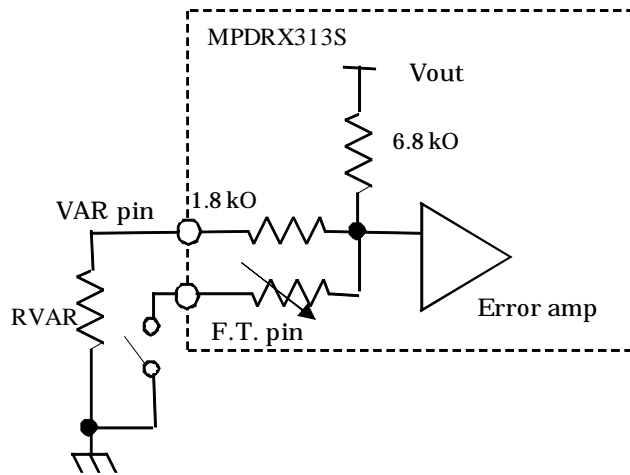 MPDRX313S
Vout
6.8 kO
1.8 kO
VAR pin
RVAR
F.T. pin
Error amp